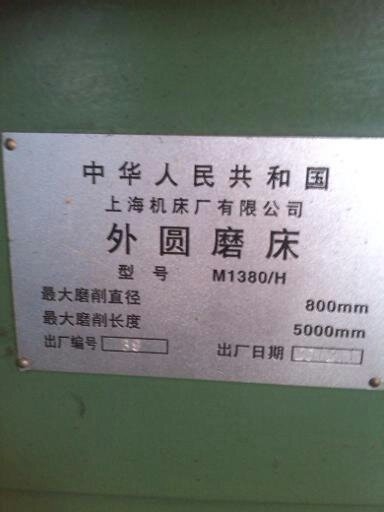 中华人民共和国
上海机床厂有限公司
外圆磨床
型号 M1380/H
最大磨削直径 800mm
最大磨削长度 5000mm
出厂编号 出厂日期